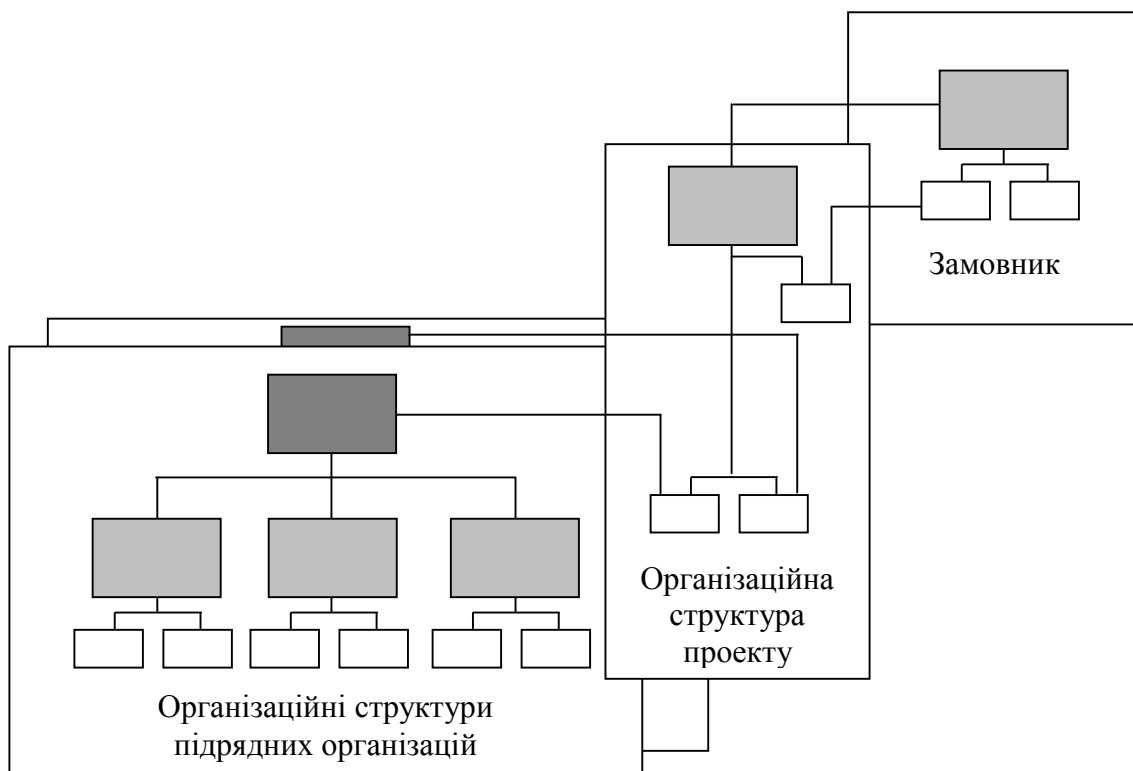 Замовник
Організаційна
структура
проекту
Організаційні структури
підрядних організацій